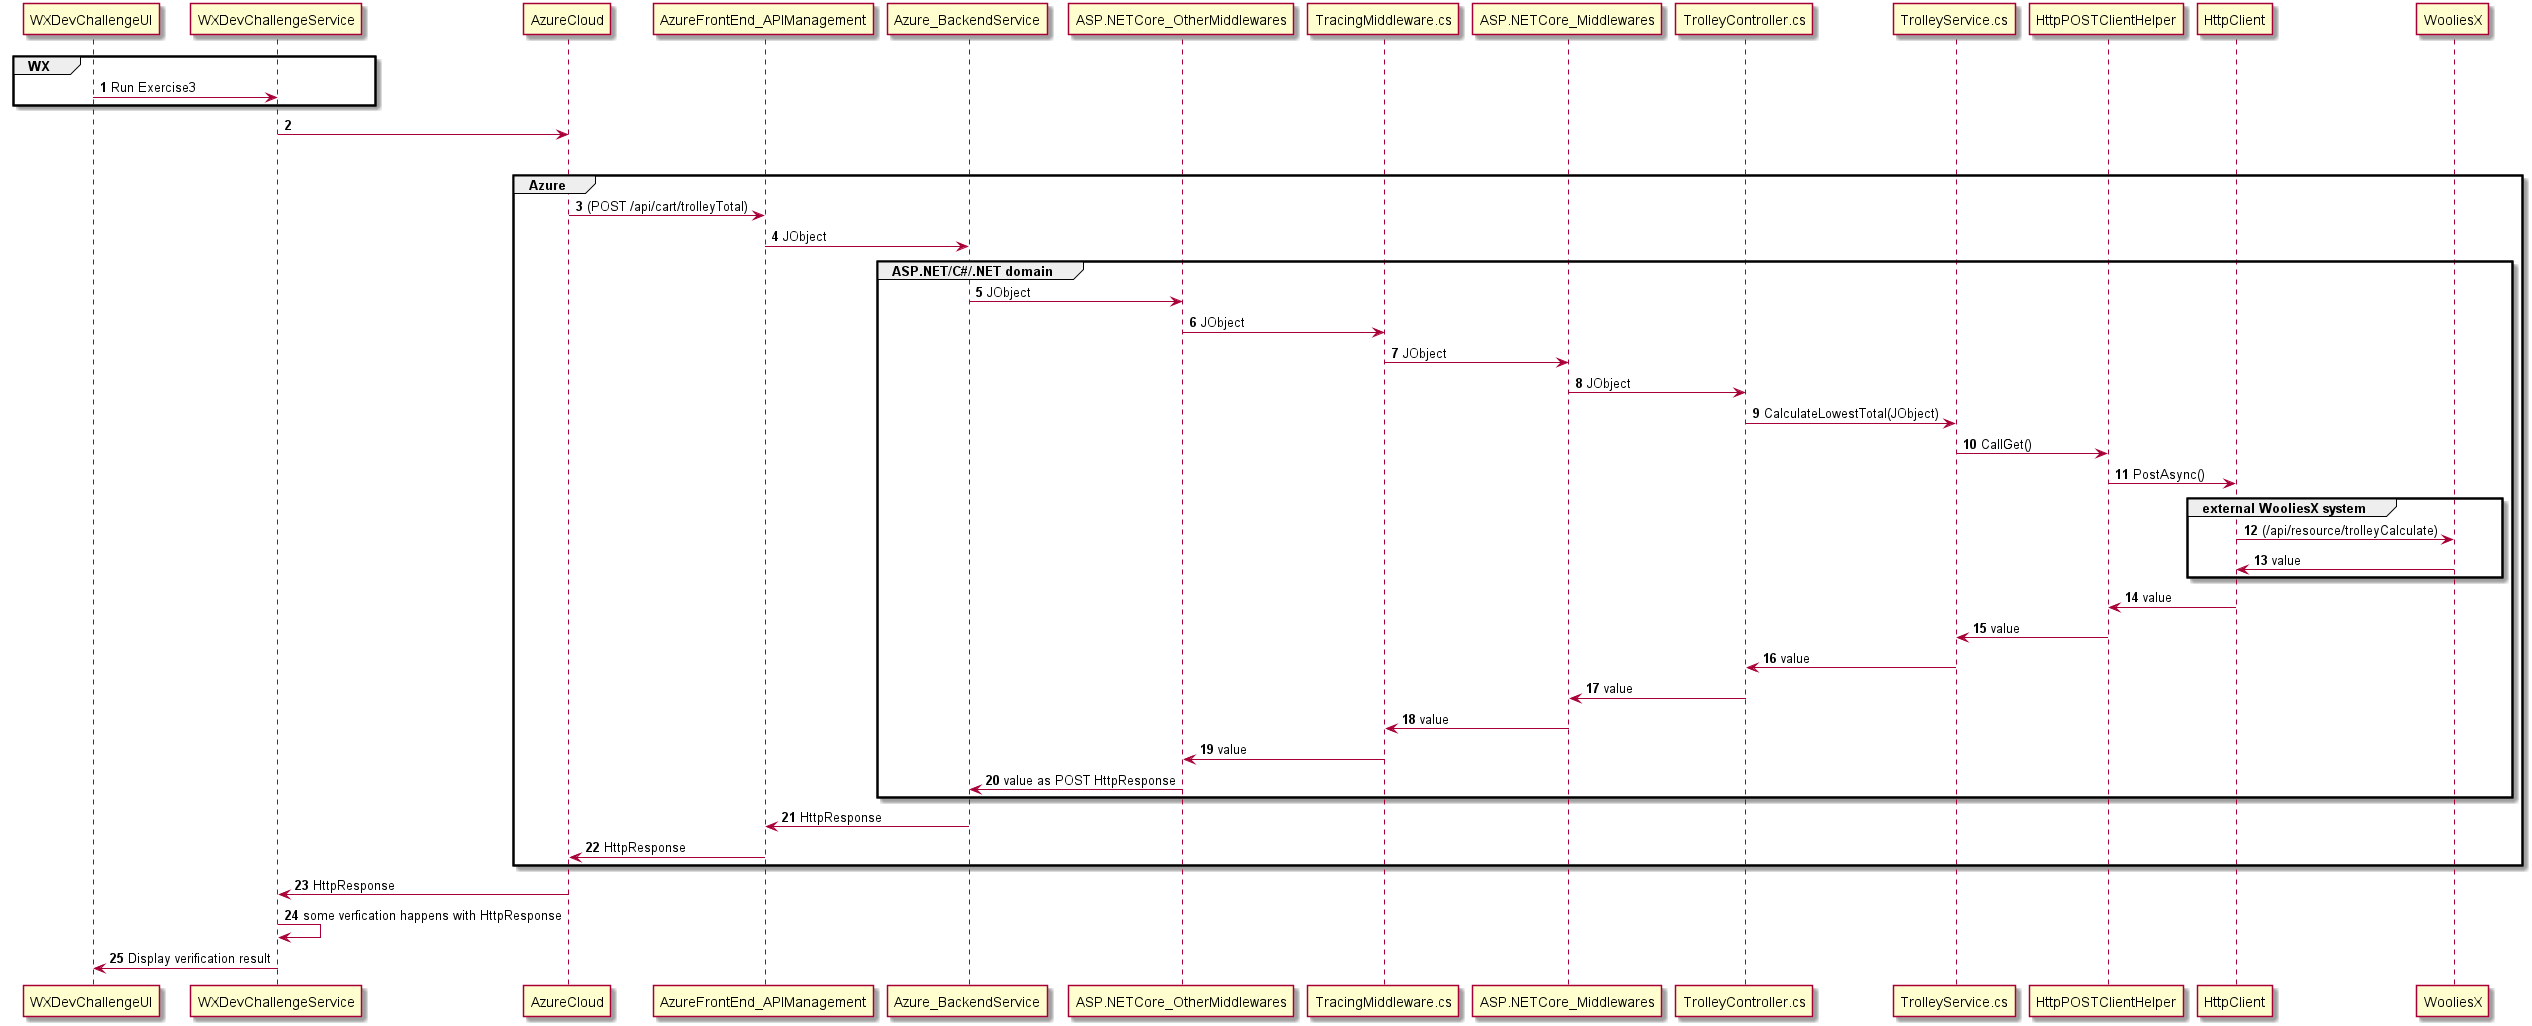 WXDevChallengeUI
WXDevChallengeService
AzureCloud
AzureFrontEnd_APIManagement
Azure_BackendService
ASP.NETCore_OtherMiddlewares
TracingMiddleware.cs
ASP.NETCore_Middlewares
TrolleyController.cs
TrolleyService.cs
HttpPOSTClientHelper
HttpClient
WooliesX
WX
1 Run Exercise3
2
Azure
3 (POST /api/cart/trolleyTotal)
4 JObject
ASP.NET/C#/.NET domain
5 JObject
6 JObject
7 JObject
8 JObject
9 CalculateLowestTotal(JObject)
10 CallGet()
11 PostAsync()
external WooliesX system
12 (/api/resource/trolleyCalculate)
13 value
14 value
15 value
16 value
17 value
18 value
19 value
20 value as POST HttpResponse
21 HttpResponse
22 HttpResponse
23 HttpResponse
24 some verfication happens with HttpResponse
25 Display verification result
WXDevChallengeUI
WXDevChallengeService
AzureCloud
AzureFrontEnd_APIManagement
Azure_BackendService
ASP.NETCore_OtherMiddlewares
TracingMiddleware.cs
ASP.NETCore_Middlewares
TrolleyController.cs
TrolleyService.cs
HttpPOSTClientHelper
HttpClient
WooliesX